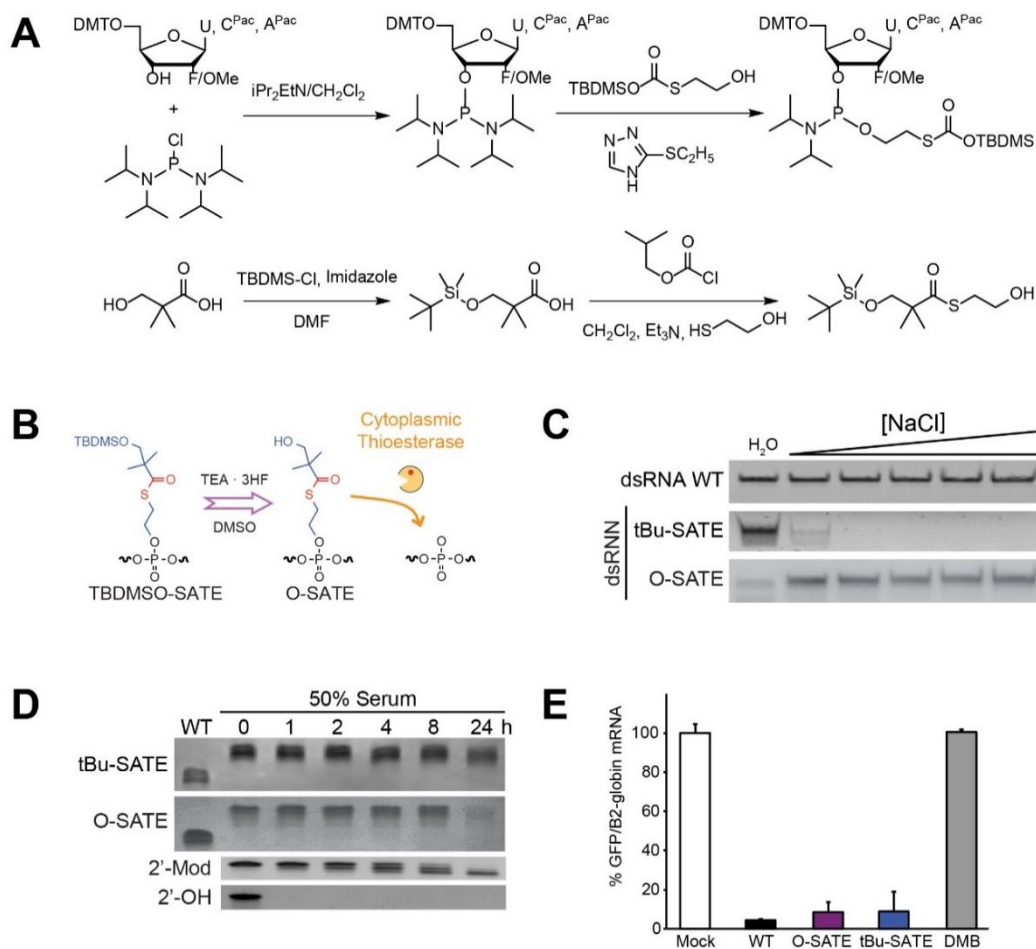 A
DMTO
O
U, C^Pac, A^Pac
OH
F/OMe
+
Cl
P
N
N
iPr₂EtN/CH₂Cl₂
DMTO
O
U, C^Pac, A^Pac
O
F/OMe
P
N
N
TBDMSO
O
S
OH
N
N
N
H
SC₂H₅
DMTO
O
U, C^Pac, A^Pac
O
F/OMe
P
N
O
S
O
OTBDMS
HO
O
OH
TBDMS-Cl, Imidazole
DMF
Si
O
O
OH
O
O
Cl
CH₂Cl₂, Et₃N, HS
OH
Si
O
O
S
OH
B
TBDMSO
O
S
O
O-P-O
O
TBDMSO-SATE
TEA · 3HF
DMSO
HO
O
S
O
O-P-O
O
O-SATE
Cytoplasmic
Thioesterase
O
O-P-O
O
C
[NaCl]
H₂O
dsRNA WT
dsRNN
tBu-SATE
O-SATE
D
50% Serum
WT 0 1 2 4 8 24 h
tBu-SATE
O-SATE
2'-Mod
2'-OH
E
% GFP/B2-globin mRNA
100
80
60
40
20
0
Mock WT O-SATE tBu-SATE DMB